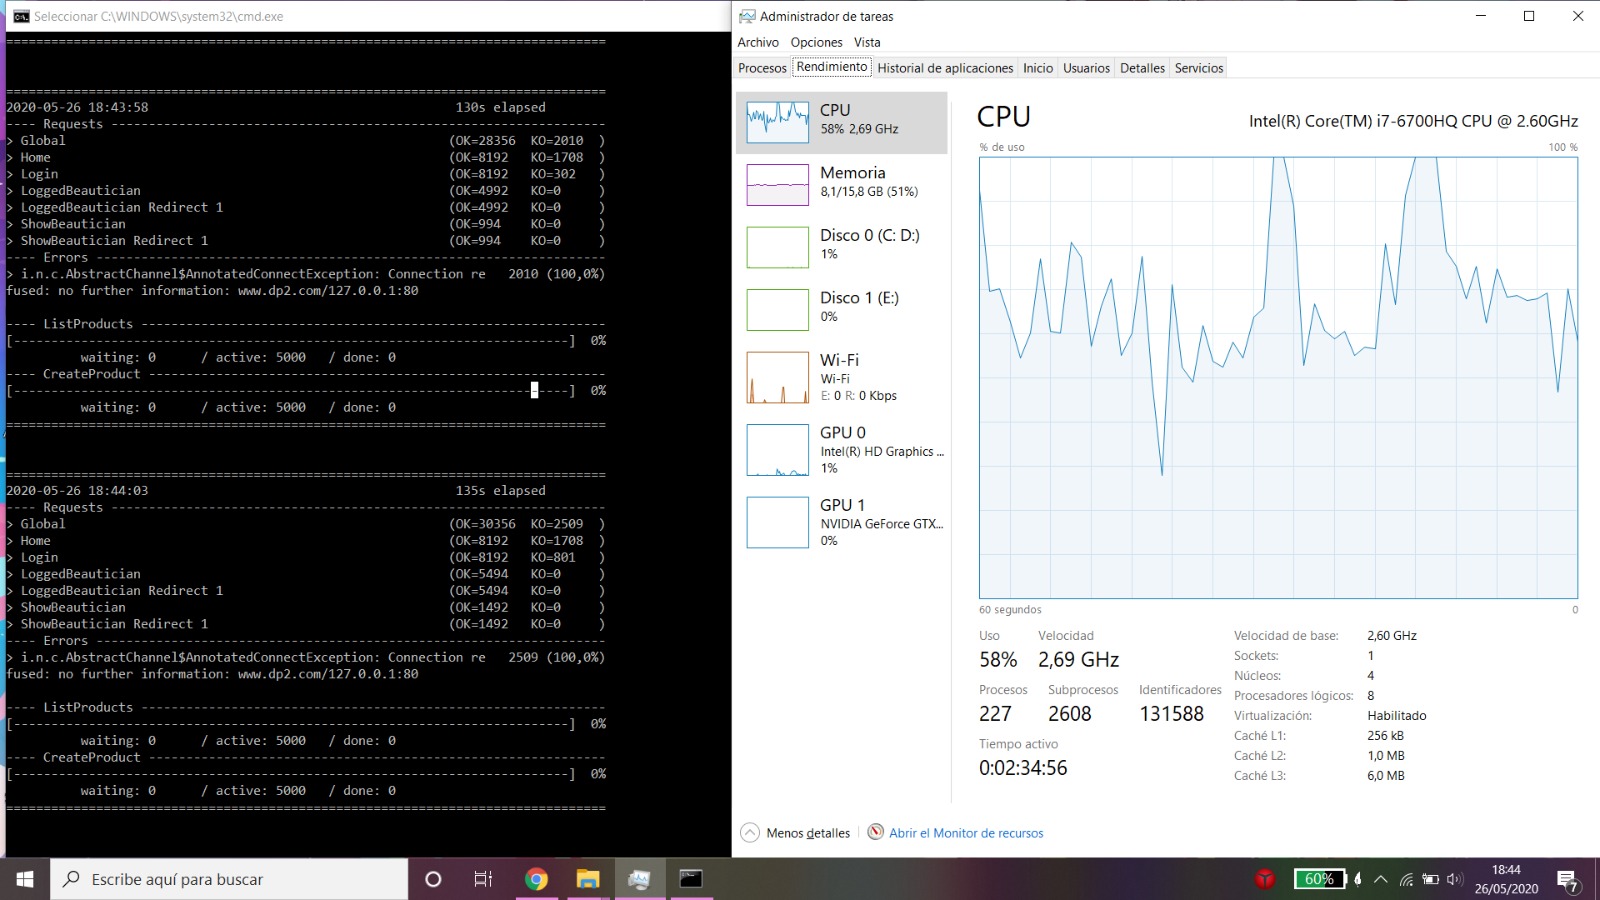 Seleccionar C:\WINDOWS\system32\cmd.exe
================================================================================
================================================================================
2020-05-26 18:43:58                                         130s elapsed
---- Requests ------------------------------------------------------------------
> Global                                                   (OK=28356  KO=2010  )
> Home                                                     (OK=8192   KO=1708  )
> Login                                                    (OK=8192   KO=302   )
> LoggedBeautician                                         (OK=4992   KO=0     )
> LoggedBeautician Redirect 1                              (OK=4992   KO=0     )
> ShowBeautician                                           (OK=994    KO=0     )
> ShowBeautician Redirect 1                                (OK=994    KO=0     )
---- Errors --------------------------------------------------------------------
> i.n.c.AbstractChannel$AnnotatedConnectException: Connection re   2010 (100,0%)
fused: no further information: www.dp2.com/127.0.0.1:80
---- ListProducts --------------------------------------------------------------
[--------------------------------------------------------------------------]  0%
waiting: 0      / active: 5000   / done: 0
---- CreateProduct -------------------------------------------------------------
[--------------------------------------------------------------------------]  0%
waiting: 0      / active: 5000   / done: 0
================================================================================
================================================================================
2020-05-26 18:44:03                                         135s elapsed
---- Requests ------------------------------------------------------------------
> Global                                                   (OK=30356  KO=2509  )
> Home                                                     (OK=8192   KO=1708  )
> Login                                                    (OK=8192   KO=801   )
> LoggedBeautician                                         (OK=5494   KO=0     )
> LoggedBeautician Redirect 1                              (OK=5494   KO=0     )
> ShowBeautician                                           (OK=1492   KO=0     )
> ShowBeautician Redirect 1                                (OK=1492   KO=0     )
---- Errors --------------------------------------------------------------------
> i.n.c.AbstractChannel$AnnotatedConnectException: Connection re   2509 (100,0%)
fused: no further information: www.dp2.com/127.0.0.1:80
---- ListProducts --------------------------------------------------------------
[--------------------------------------------------------------------------]  0%
waiting: 0      / active: 5000   / done: 0
---- CreateProduct -------------------------------------------------------------
[--------------------------------------------------------------------------]  0%
waiting: 0      / active: 5000   / done: 0
================================================================================
Administrador de tareas
Archivo Opciones Vista
Procesos Rendimiento Historial de aplicaciones Inicio Usuarios Detalles Servicios
CPU
58% 2,69 GHz
Memoria
8,1/15,8 GB (51%)
Disco 0 (C: D:)
1%
Disco 1 (E:)
0%
Wi-Fi
Wi-Fi
E: 0 R: 0 Kbps
GPU 0
Intel(R) HD Graphics ...
1%
GPU 1
NVIDIA GeForce GTX...
0%
CPU
Intel(R) Core(TM) i7-6700HQ CPU @ 2.60GHz
% de uso 100 %
60 segundos 0
Uso Velocidad
58% 2,69 GHz
Procesos Subprocesos Identificadores
227 2608 131588
Tiempo activo
0:02:34:56
Velocidad de base: 2,60 GHz
Sockets: 1
Núcleos: 4
Procesadores lógicos: 8
Virtualización: Habilitado
Caché L1: 256 kB
Caché L2: 1,0 MB
Caché L3: 6,0 MB
Menos detalles Abrir el Monitor de recursos
Escribe aquí para buscar
60%
18:44
26/05/2020
7